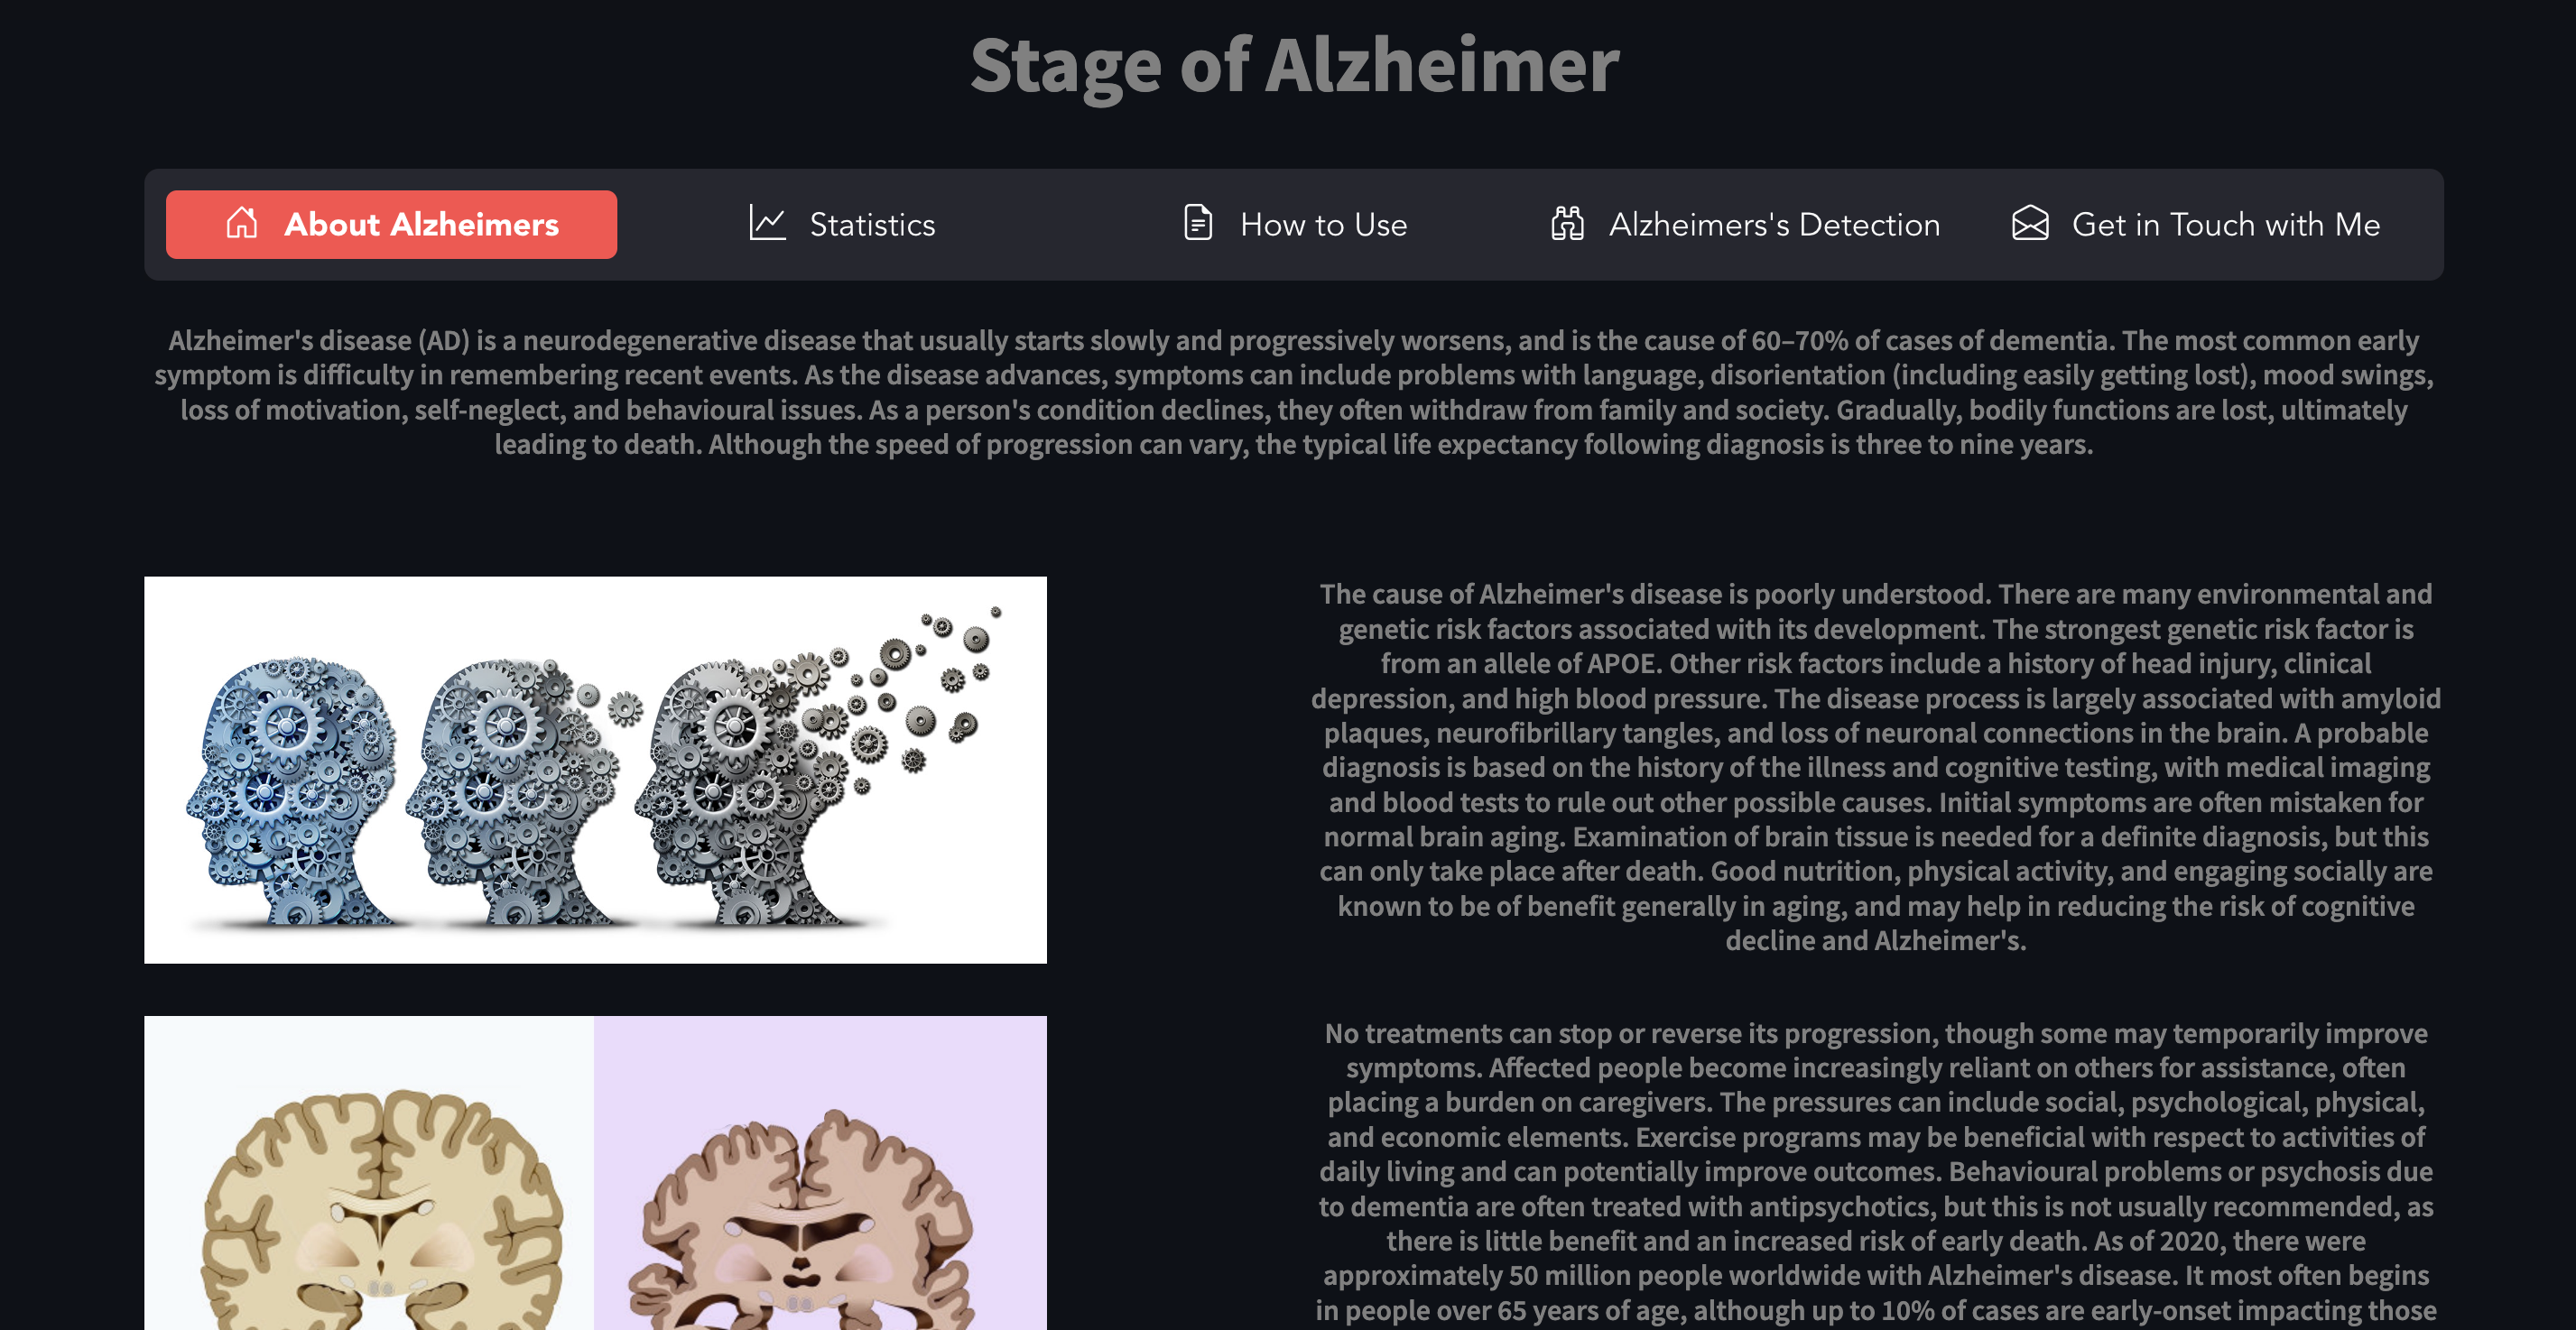 Stage of Alzheimer
About Alzheimers
Statistics
How to Use
Alzheimers's Detection
Get in Touch with Me
Alzheimer's disease (AD) is a neurodegenerative disease that usually starts slowly and progressively worsens, and is the cause of 60–70% of cases of dementia. The most common early
symptom is difficulty in remembering recent events. As the disease advances, symptoms can include problems with language, disorientation (including easily getting lost), mood swings,
loss of motivation, self-neglect, and behavioural issues. As a person's condition declines, they often withdraw from family and society. Gradually, bodily functions are lost, ultimately
leading to death. Although the speed of progression can vary, the typical life expectancy following diagnosis is three to nine years.
The cause of Alzheimer's disease is poorly understood. There are many environmental and
genetic risk factors associated with its development. The strongest genetic risk factor is
from an allele of APOE. Other risk factors include a history of head injury, clinical
depression, and high blood pressure. The disease process is largely associated with amyloid
plaques, neurofibrillary tangles, and loss of neuronal connections in the brain. A probable
diagnosis is based on the history of the illness and cognitive testing, with medical imaging
and blood tests to rule out other possible causes. Initial symptoms are often mistaken for
normal brain aging. Examination of brain tissue is needed for a definite diagnosis, but this
can only take place after death. Good nutrition, physical activity, and engaging socially are
known to be of benefit generally in aging, and may help in reducing the risk of cognitive
decline and Alzheimer's.
No treatments can stop or reverse its progression, though some may temporarily improve
symptoms. Affected people become increasingly reliant on others for assistance, often
placing a burden on caregivers. The pressures can include social, psychological, physical,
and economic elements. Exercise programs may be beneficial with respect to activities of
daily living and can potentially improve outcomes. Behavioural problems or psychosis due
to dementia are often treated with antipsychotics, but this is not usually recommended, as
there is little benefit and an increased risk of early death. As of 2020, there were
approximately 50 million people worldwide with Alzheimer's disease. It most often begins
in people over 65 years of age, although up to 10% of cases are early-onset impacting those